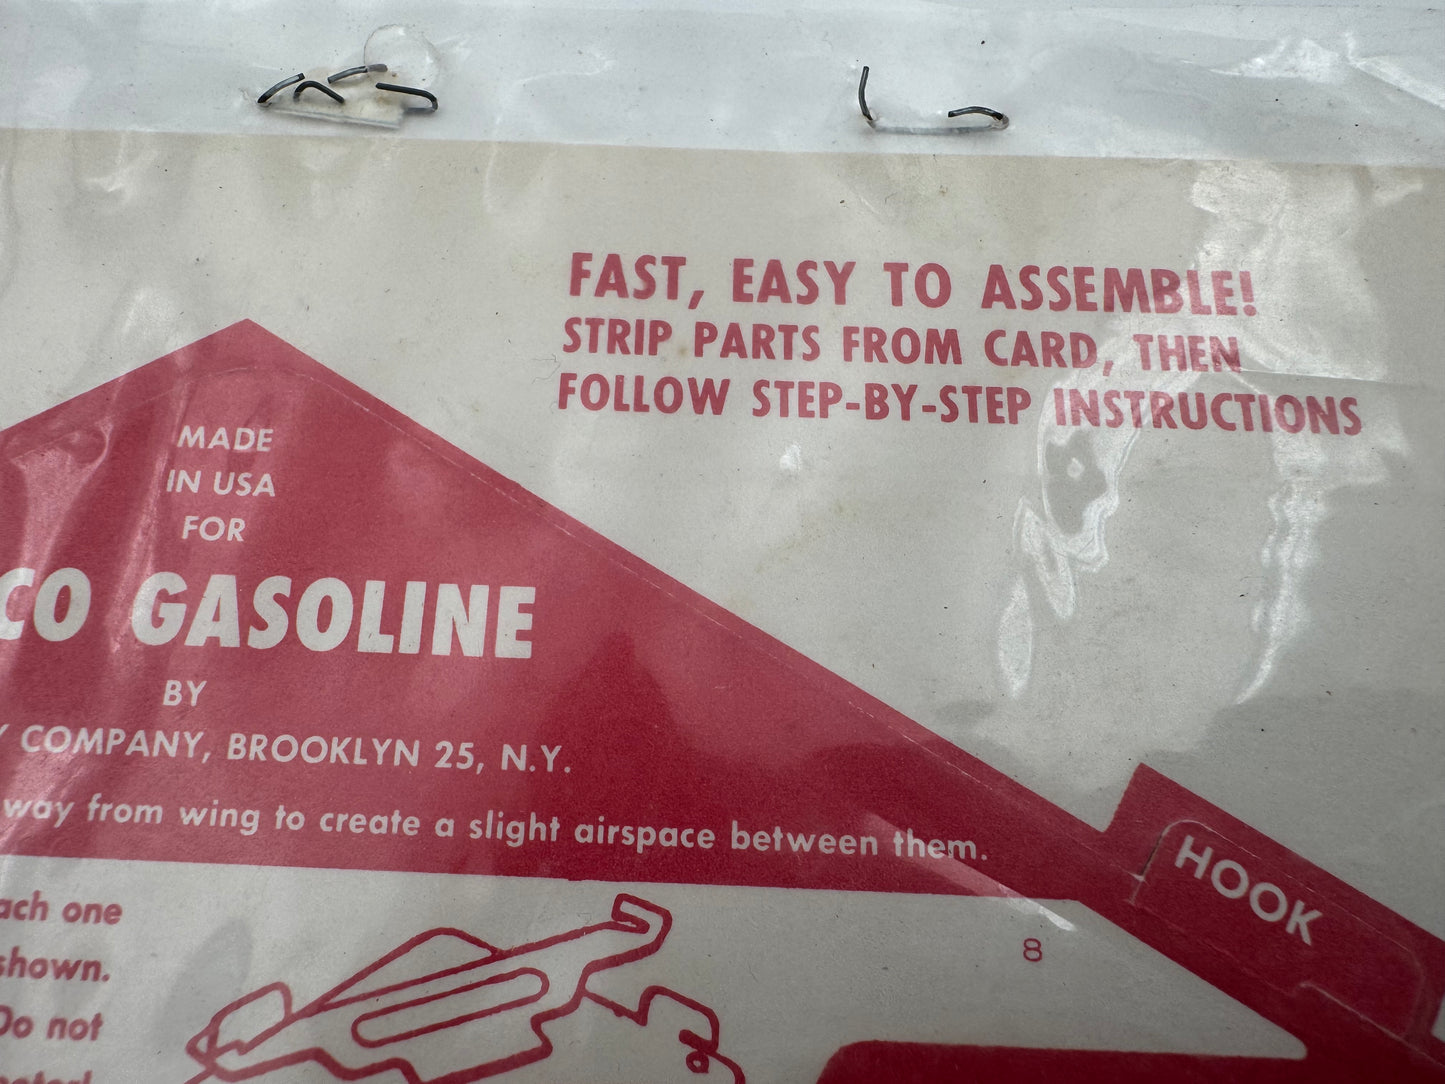 FAST, EASY TO ASSEMBLE!
STRIP PARTS FROM CARD, THEN
FOLLOW STEP-BY-STEP INSTRUCTIONS
MADE
IN USA
FOR
CO GASOLINE
BY
Y COMPANY, BROOKLYN 25, N.Y.
way from wing to create a slight airspace between them.
HOOK
8
ach one
shown.
Do not